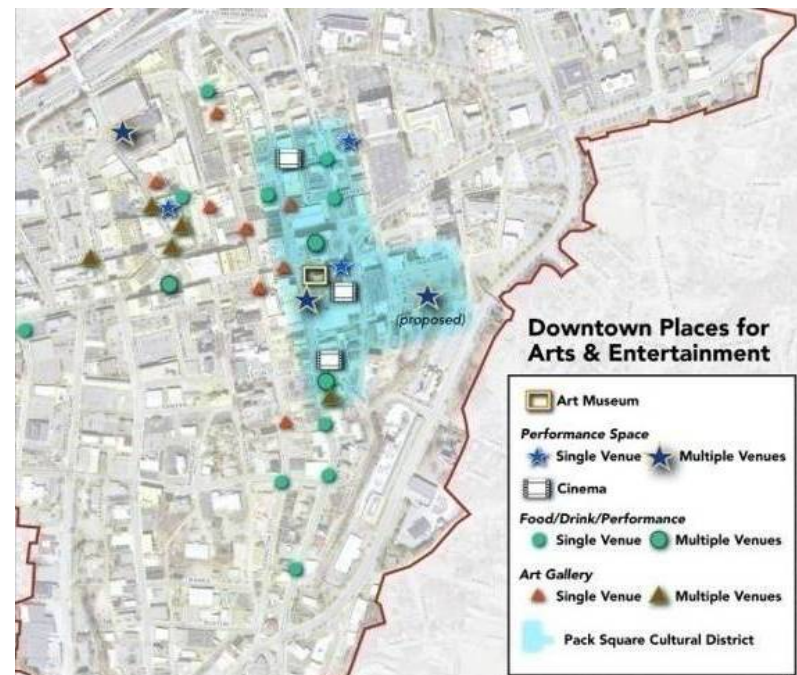 (proposed)
Downtown Places for
Arts & Entertainment
Art Museum
Performance Space
Single Venue Multiple Venues
Cinema
Food/Drink/Performance
Single Venue Multiple Venues
Art Gallery
Single Venue Multiple Venues
Pack Square Cultural District